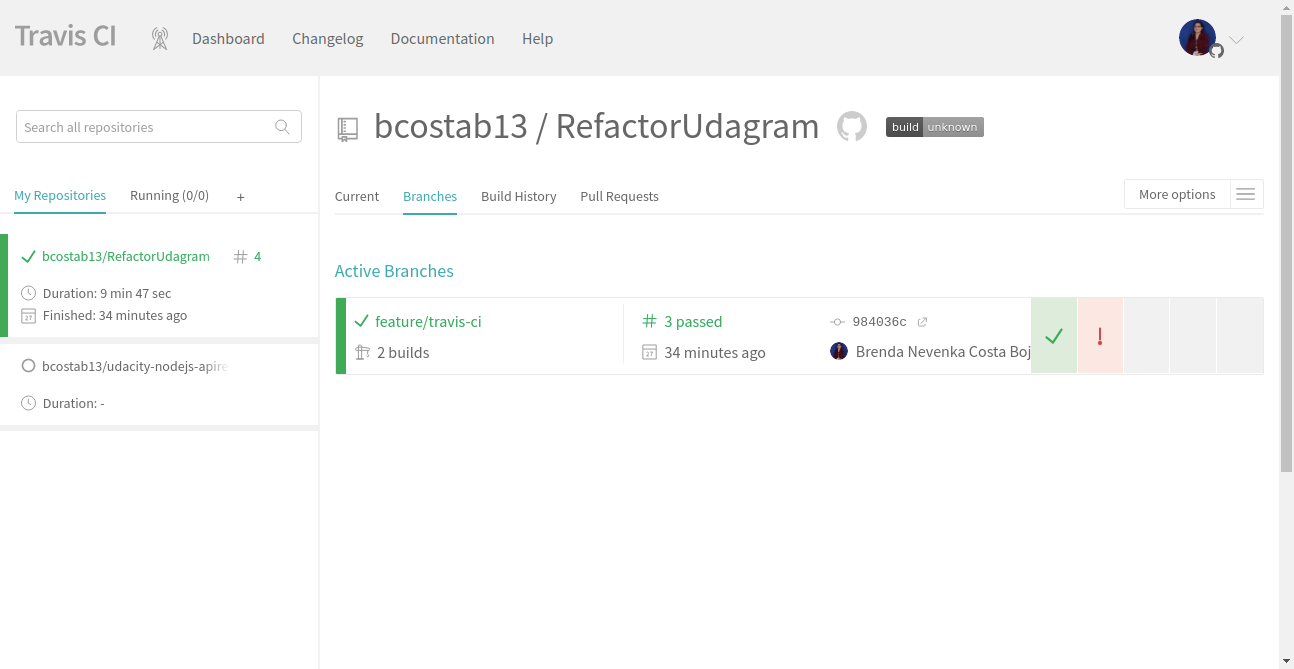 Travis CI
Dashboard Changelog Documentation Help
Search all repositories
My Repositories Running (0/0) +
bcostab13/RefactorUdagram # 4
Duration: 9 min 47 sec
Finished: 34 minutes ago
bcostab13/udacity-nodejs-apire
Duration: -
bcostab13 / RefactorUdagram
build unknown
Current Branches Build History Pull Requests
More options
Active Branches
feature/travis-ci # 3 passed 984036c
2 builds 34 minutes ago Brenda Nevenka Costa Boj